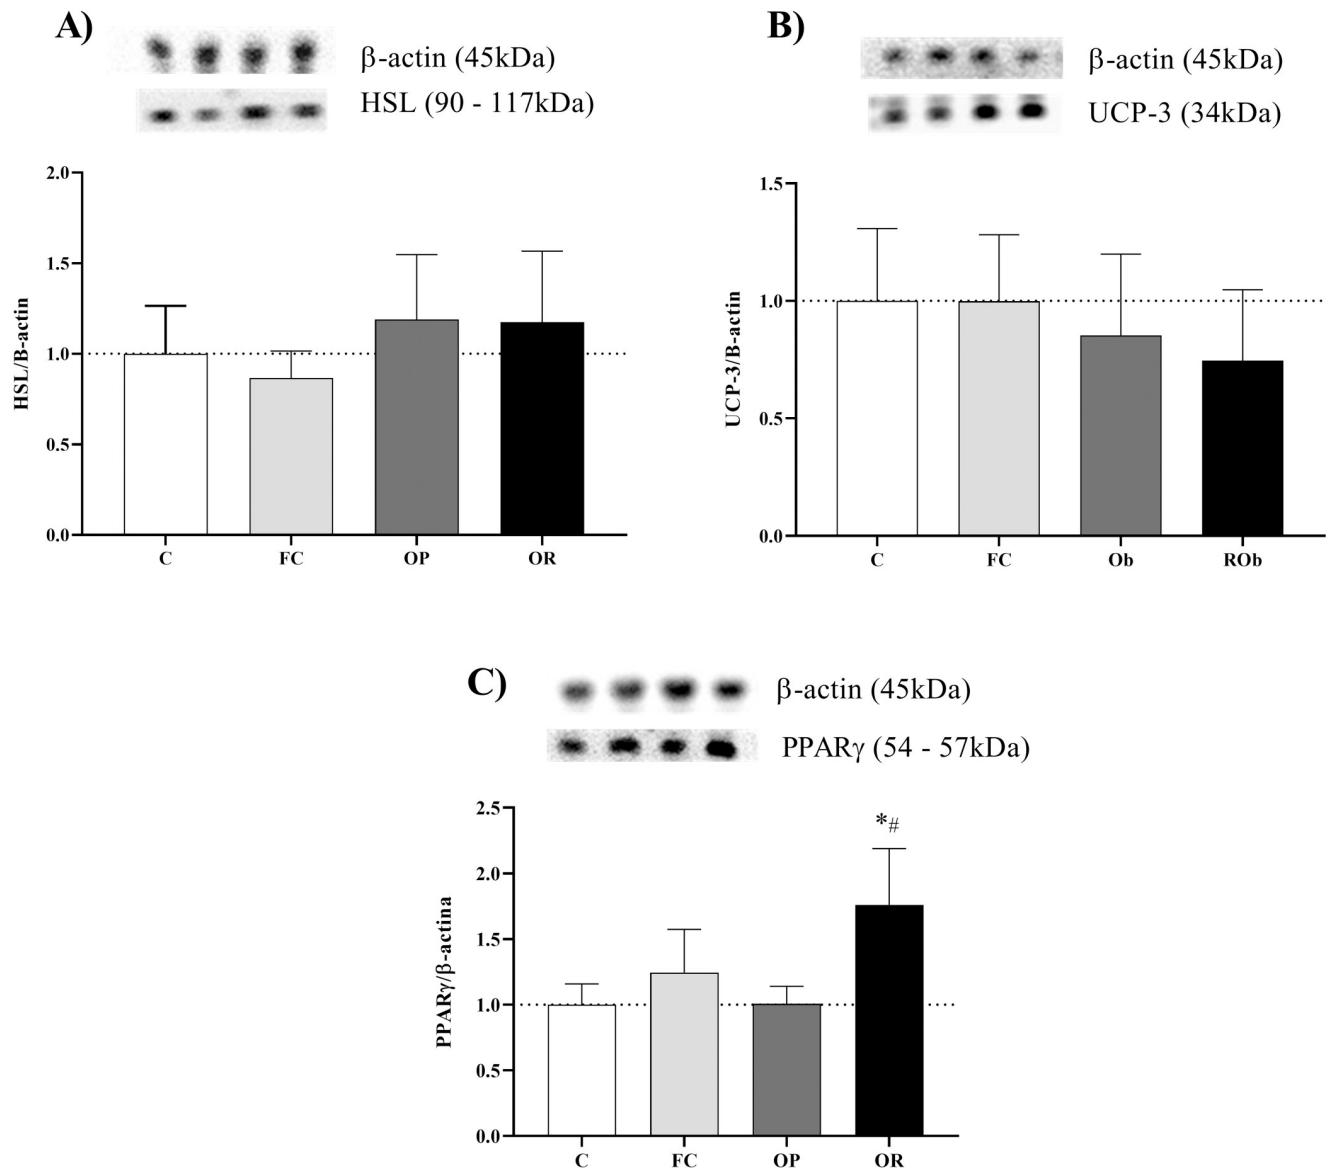 A)
β-actin (45kDa)
HSL (90 - 117kDa)
2.0
1.5
1.0
0.5
0.0
HSL/B-actin
C FC OP OR
B)
β-actin (45kDa)
UCP-3 (34kDa)
1.5
1.0
0.5
0.0
UCP-3/B-actin
C FC Ob ROb
C)
β-actin (45kDa)
PPARγ (54 - 57kDa)
2.5
2.0
1.5
1.0
0.5
0.0
PPARγ/β-actina
*#
C FC OP OR